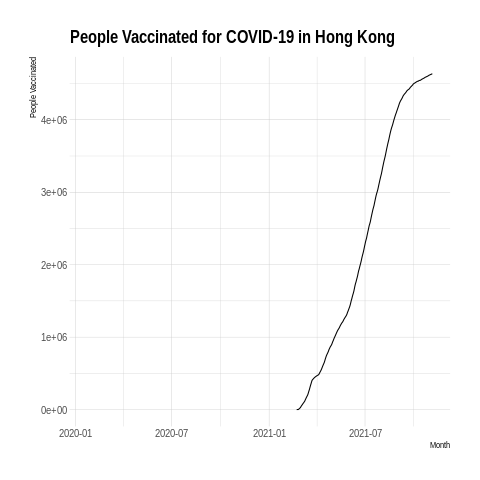 People Vaccinated for COVID-19 in Hong Kong
People Vaccinated
4e+06
3e+06
2e+06
1e+06
0e+00
2020-01 2020-07 2021-01 2021-07
Month